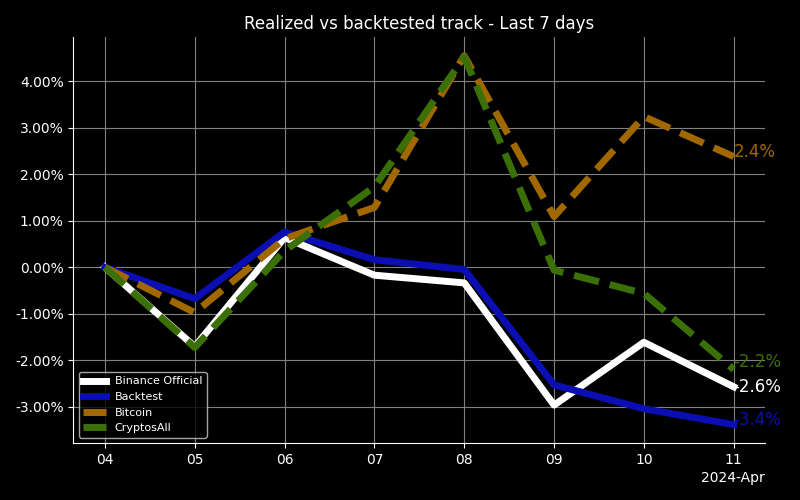 Realized vs backtested track - Last 7 days
4.00%
3.00%
2.00%
1.00%
0.00%
-1.00%
-2.00%
-3.00%
2.4%
-2.2%
-2.6%
-3.4%
Binance Official
Backtest
Bitcoin
CryptosAll
04 05 06 07 08 09 10 11
2024-Apr